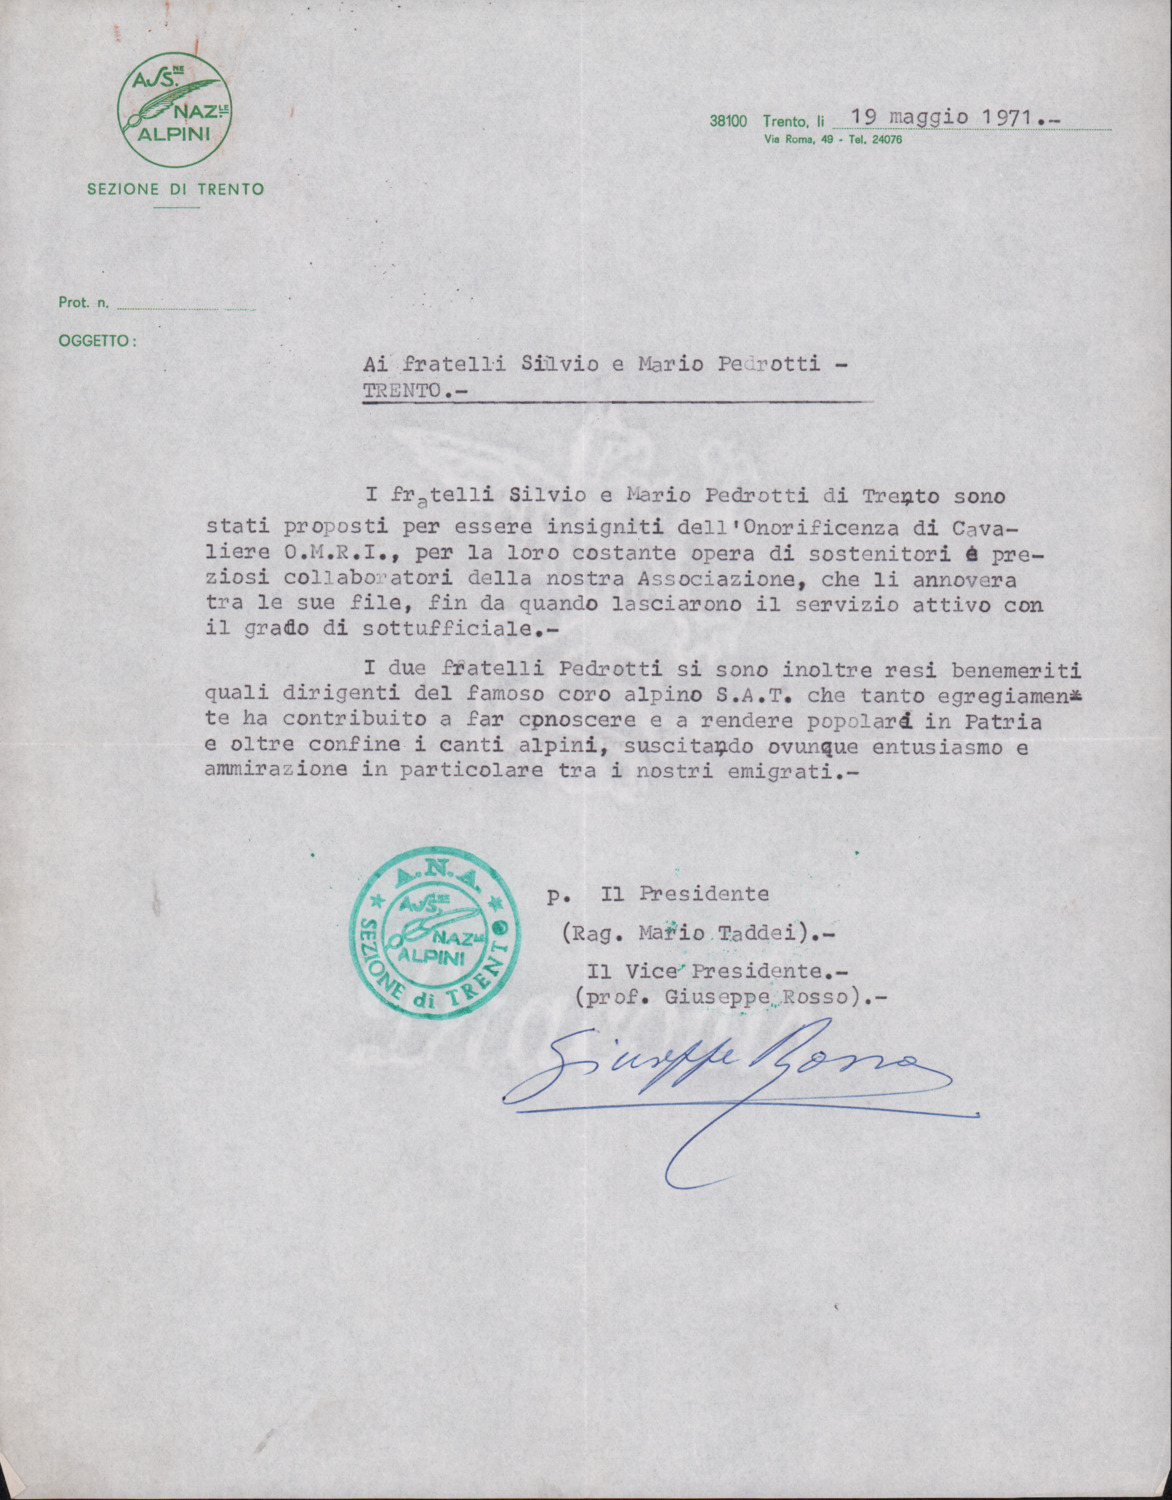 ASS.NE
NAZ.LE
ALPINI
SEZIONE DI TRENTO
38100 Trento, li 19 maggio 1971.-
Via Roma, 49 - Tel. 24076
Prot. n.
OGGETTO:
Ai fratelli Silvio e Mario Pedrotti -
TRENTO.-
I fratelli Silvio e Mario Pedrotti di Trento sono
stati proposti per essere insigniti dell'Onorificenza di Cava-
liere O.M.R.I., per la loro costante opera di sostenitori e pre-
ziosi collaboratori della nostra Associazione, che li annovera
tra le sue file, fin da quando lasciarono il servizio attivo con
il grado di sottufficiale.-
I due fratelli Pedrotti si sono inoltre resi benemeriti
quali dirigenti del famoso coro alpino S.A.T. che tanto egregiamen-
te ha contribuito a far cpnoscere e a rendere popolari in Patria
e oltre confine i canti alpini, suscitando ovunque entusiasmo e
ammirazione in particolare tra i nostri emigrati.-
A.N.A.
ASS.NE
NAZ.LE
ALPINI
SEZIONE di TRENTO
p. Il Presidente
(Rag. Mario Taddei).-
Il Vice Presidente.-
(prof. Giuseppe Rosso).-
Giuseppe Rosso